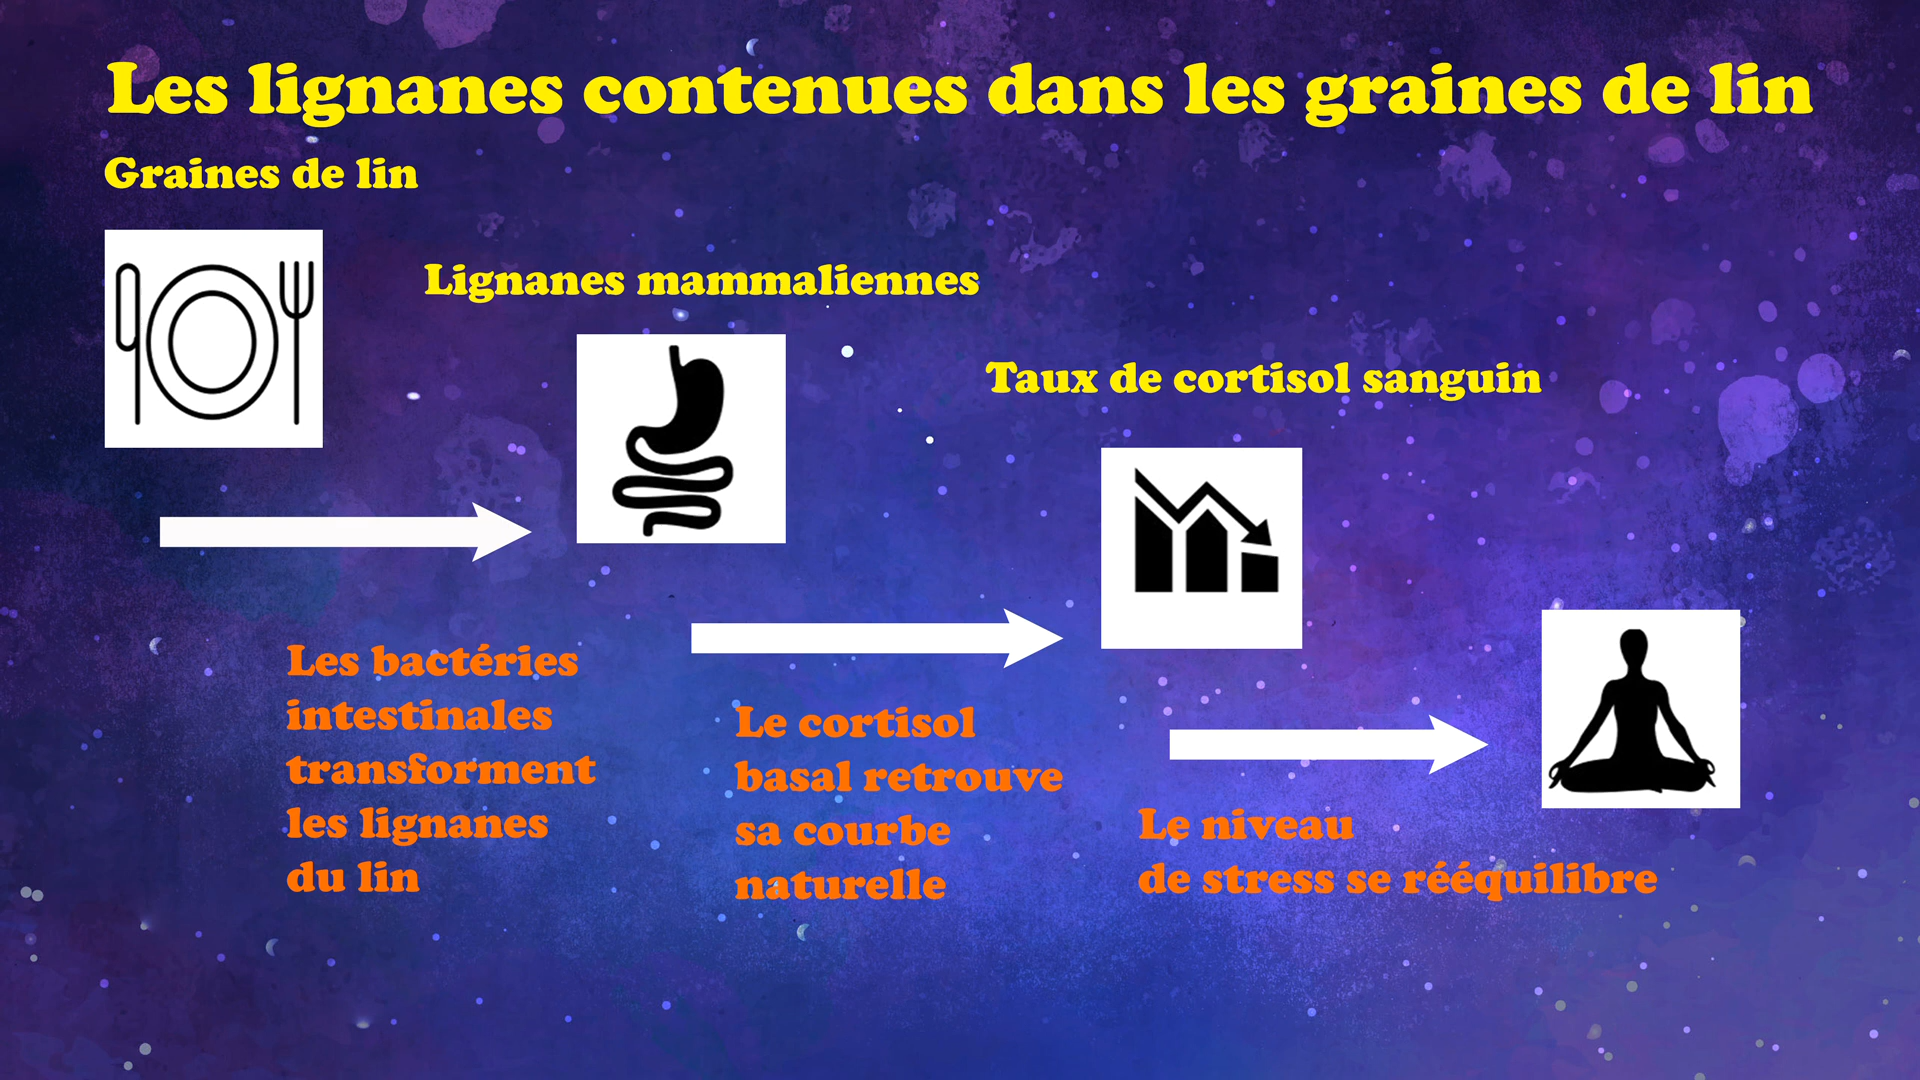 Les lignanes contenues dans les graines de lin
Graines de lin
Lignanes mammaliennes
Taux de cortisol sanguin
Les bactéries
intestinales
transforment
les lignanes
du lin
Le cortisol
basal retrouve
sa courbe
naturelle
Le niveau
de stress se rééquilibre